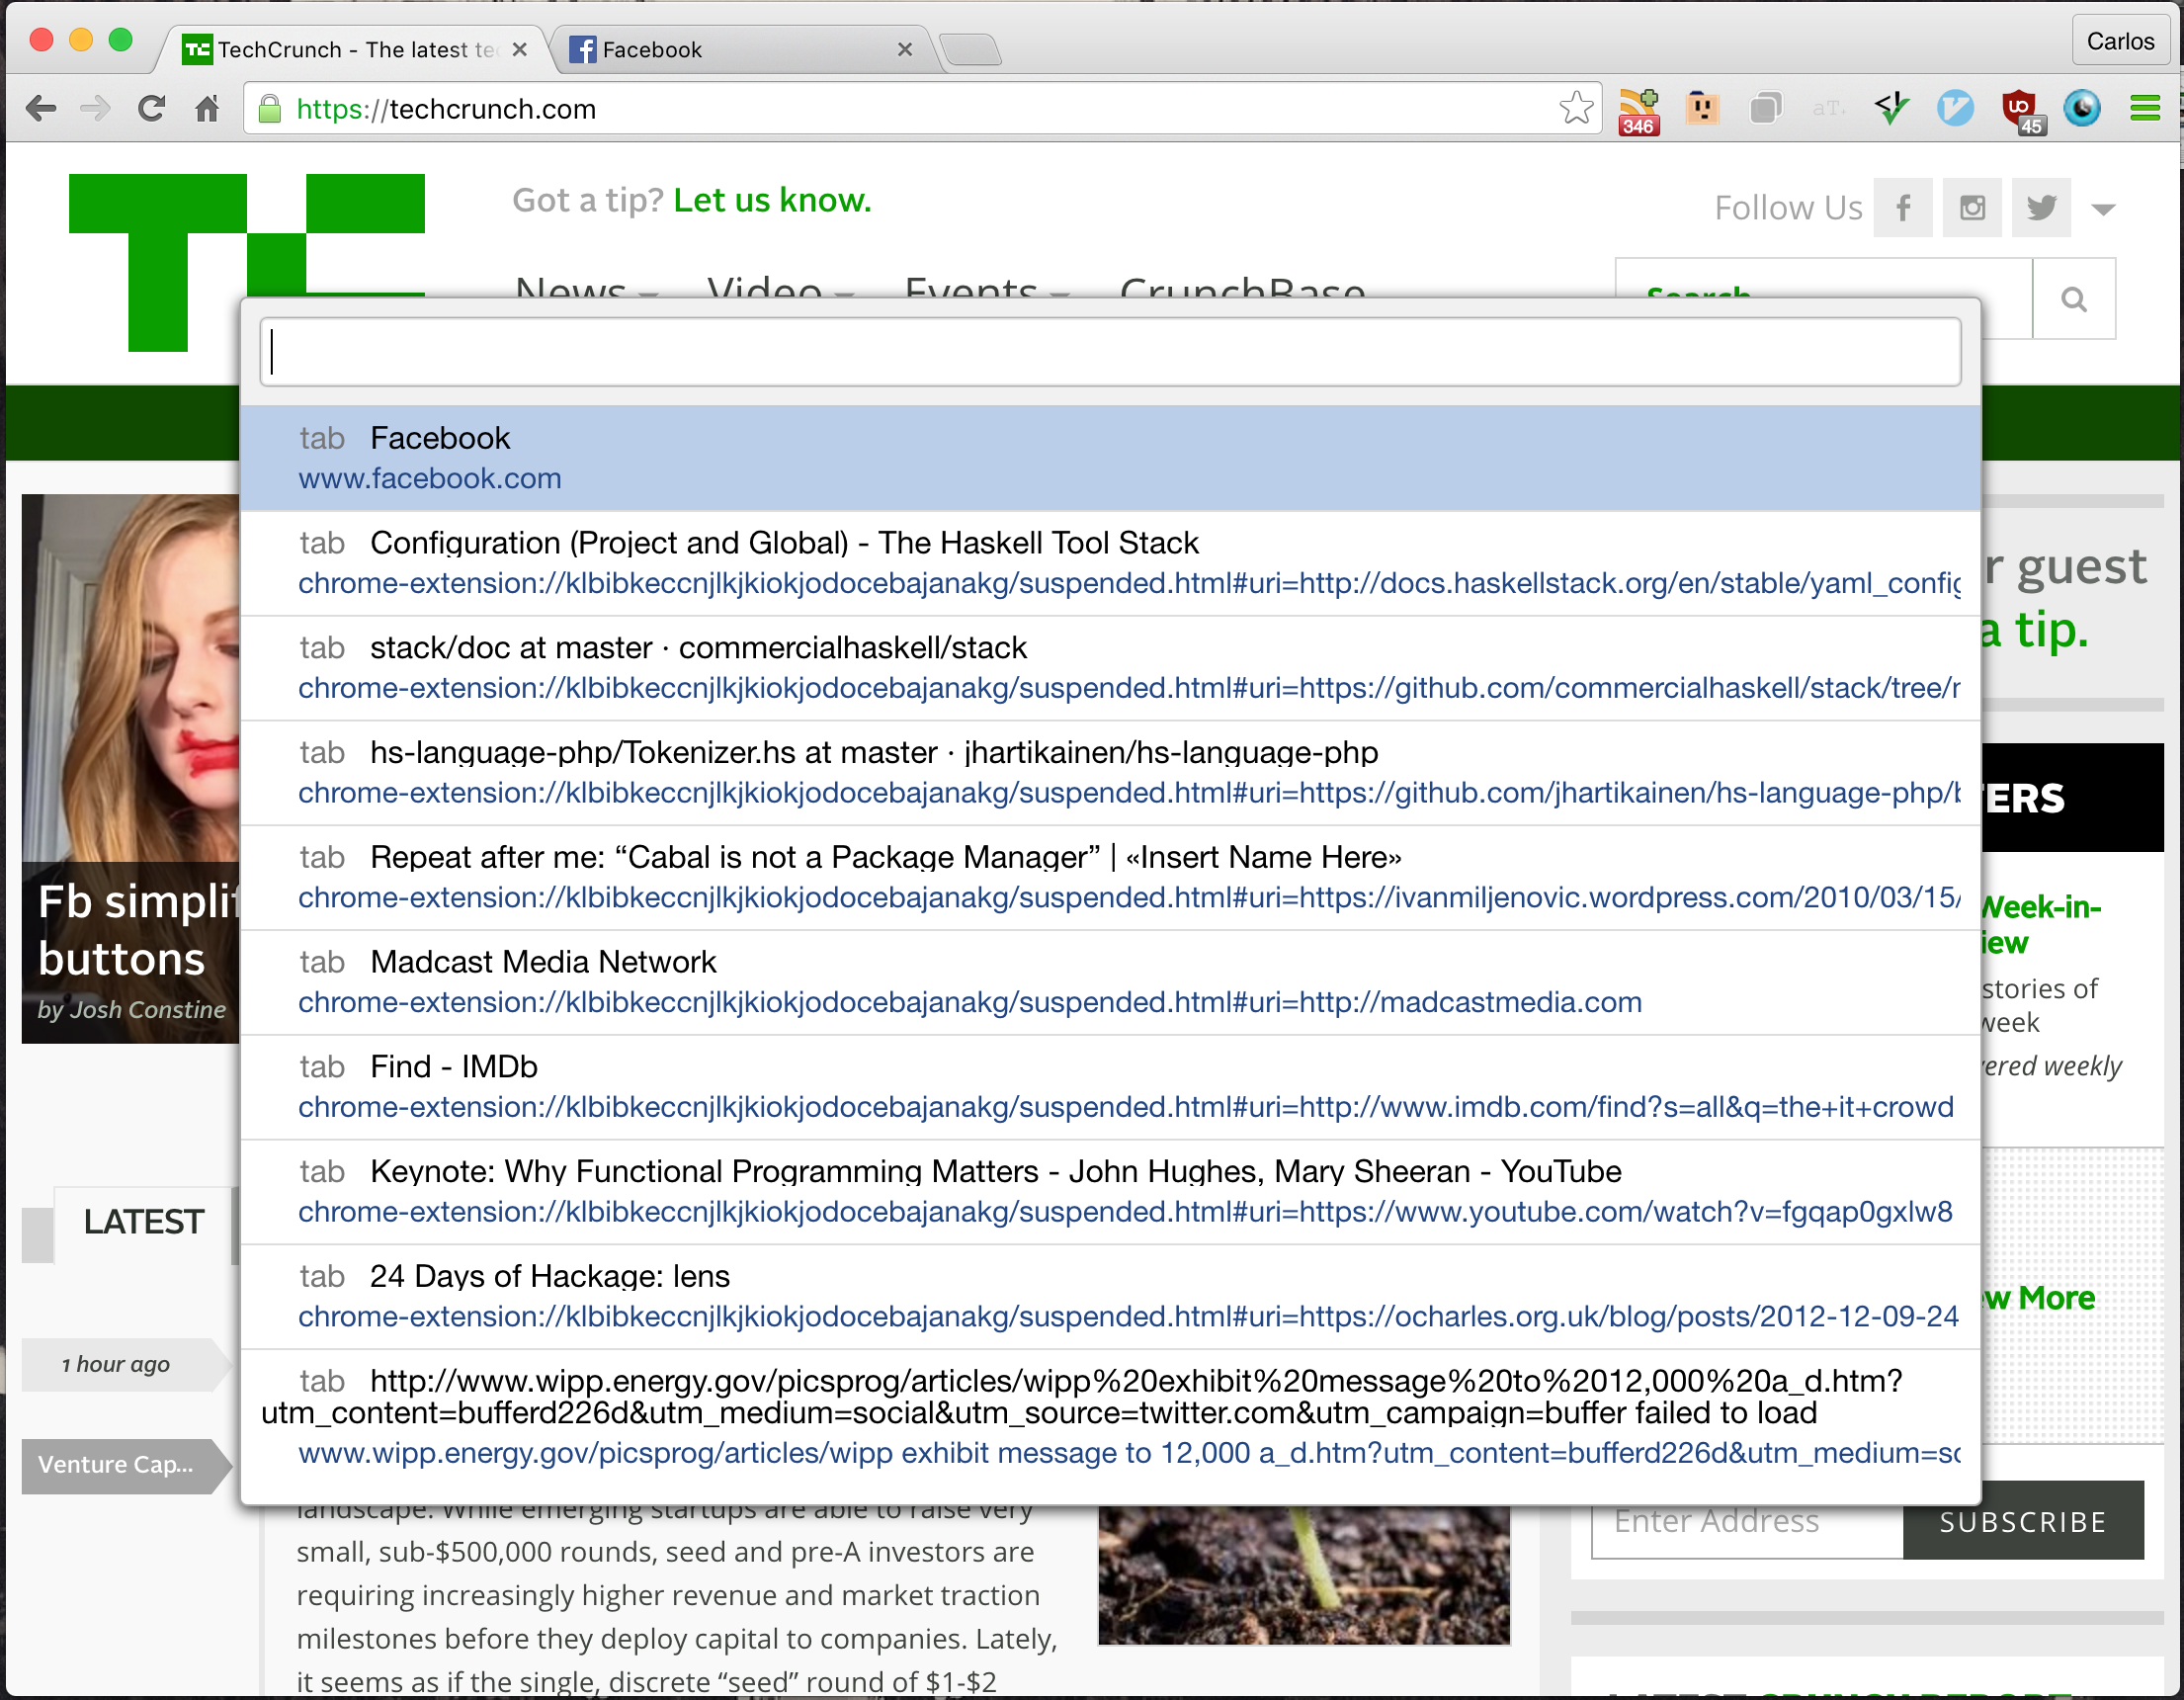 TechCrunch - The latest te
Facebook
Carlos
https://techcrunch.com
346
aT.
45
Got a tip? Let us know.
Follow Us
News Video Events CrunchBase
Search
tab Facebook
www.facebook.com
tab Configuration (Project and Global) - The Haskell Tool Stack
chrome-extension://klbibkeccnjlkjkiokjodocebajanakg/suspended.html#uri=http://docs.haskellstack.org/en/stable/yaml_config
tab stack/doc at master · commercialhaskell/stack
chrome-extension://klbibkeccnjlkjkiokjodocebajanakg/suspended.html#uri=https://github.com/commercialhaskell/stack/tree/
tab hs-language-php/Tokenizer.hs at master · jhartikainen/hs-language-php
chrome-extension://klbibkeccnjlkjkiokjodocebajanakg/suspended.html#uri=https://github.com/jhartikainen/hs-language-php/
tab Repeat after me: “Cabal is not a Package Manager” | «Insert Name Here»
chrome-extension://klbibkeccnjlkjkiokjodocebajanakg/suspended.html#uri=https://ivanmiljenovic.wordpress.com/2010/03/15/
tab Madcast Media Network
chrome-extension://klbibkeccnjlkjkiokjodocebajanakg/suspended.html#uri=http://madcastmedia.com
tab Find - IMDb
chrome-extension://klbibkeccnjlkjkiokjodocebajanakg/suspended.html#uri=http://www.imdb.com/find?s=all&q=the+it+crowd
tab Keynote: Why Functional Programming Matters - John Hughes, Mary Sheeran - YouTube
chrome-extension://klbibkeccnjlkjkiokjodocebajanakg/suspended.html#uri=https://www.youtube.com/watch?v=fgqap0gxlw8
tab 24 Days of Hackage: lens
chrome-extension://klbibkeccnjlkjkiokjodocebajanakg/suspended.html#uri=https://ocharles.org.uk/blog/posts/2012-12-09-24
tab http://www.wipp.energy.gov/picsprog/articles/wipp%20exhibit%20message%20to%2012,000%20a_d.htm?
utm_content=bufferd226d&utm_medium=social&utm_source=twitter.com&utm_campaign=buffer failed to load
www.wipp.energy.gov/picsprog/articles/wipp exhibit message to 12,000 a_d.htm?utm_content=bufferd226d&utm_medium=so
Fb simplif
buttons
by Josh Constine
LATEST
1 hour ago
Venture Cap...
r guest
a tip.
TERS
Week-in-
iew
stories of
week
ered weekly
ew More
Enter Address
SUBSCRIBE
landscape. While emerging startups are able to raise very
small, sub-$500,000 rounds, seed and pre-A investors are
requiring increasingly higher revenue and market traction
milestones before they deploy capital to companies. Lately,
it seems as if the single, discrete “seed” round of $1-$2
LATEST CRUNCH REPORT